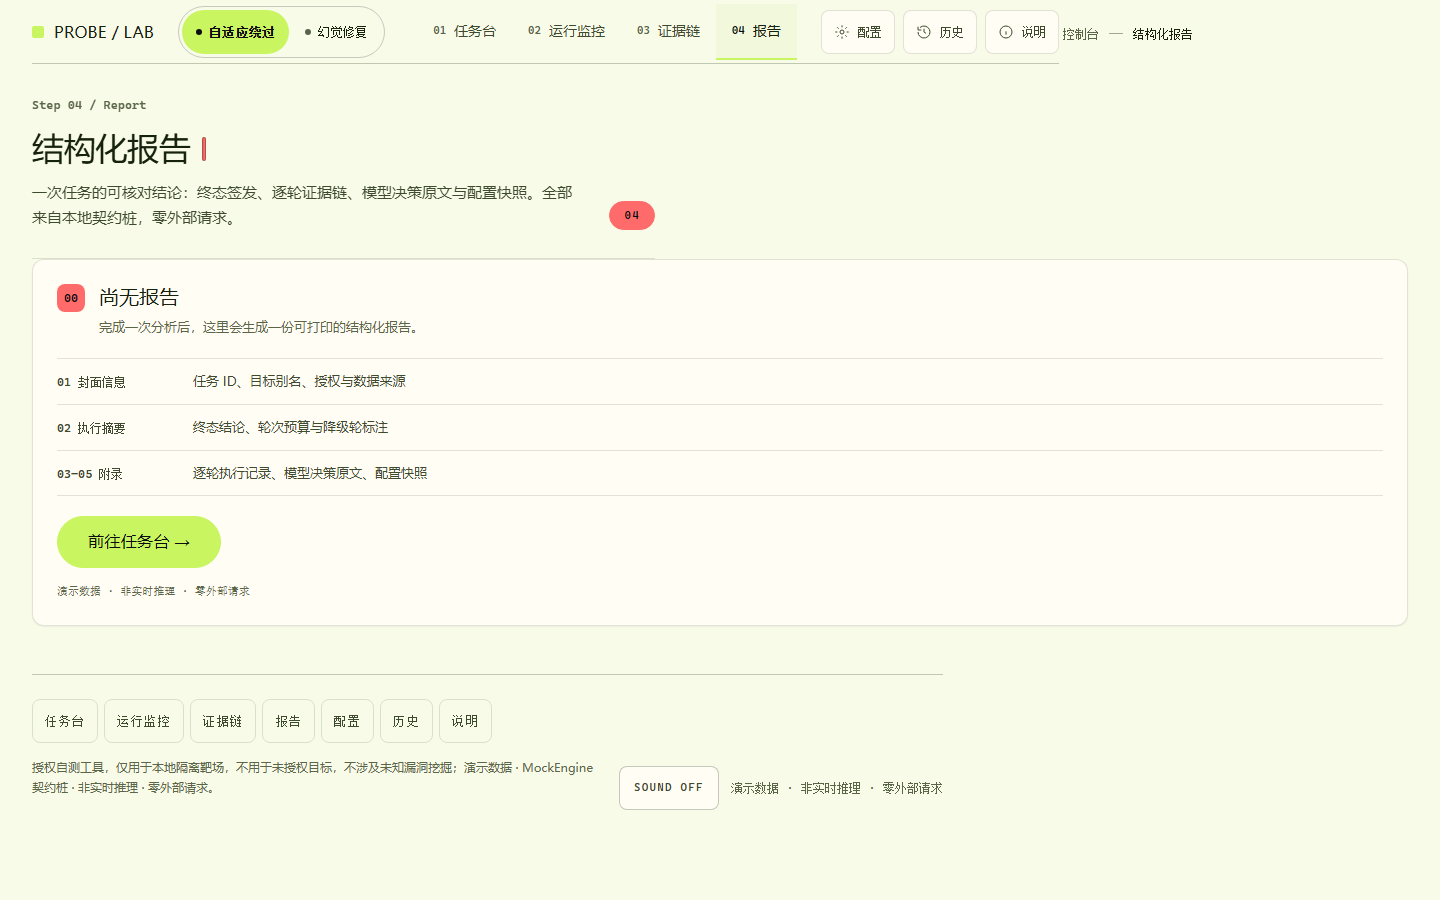 PROBE / LAB
自适应绕过
幻觉修复
01 任务台
02 运行监控
03 证据链
04 报告
配置
历史
说明
控制台 — 结构化报告
Step 04 / Report
结构化报告
一次任务的可核对结论：终态签发、逐轮证据链、模型决策原文与配置快照。全部
来自本地契约桩，零外部请求。
04
00 尚无报告
完成一次分析后，这里会生成一份可打印的结构化报告。
01 封面信息 任务 ID、目标别名、授权与数据来源
02 执行摘要 终态结论、轮次预算与降级轮标注
03–05 附录 逐轮执行记录、模型决策原文、配置快照
前往任务台 →
演示数据 · 非实时推理 · 零外部请求
任务台
运行监控
证据链
报告
配置
历史
说明
授权自测工具，仅用于本地隔离靶场，不用于未授权目标，不涉及未知漏洞挖掘；演示数据 · MockEngine
契约桩 · 非实时推理 · 零外部请求。
SOUND OFF
演示数据 · 非实时推理 · 零外部请求